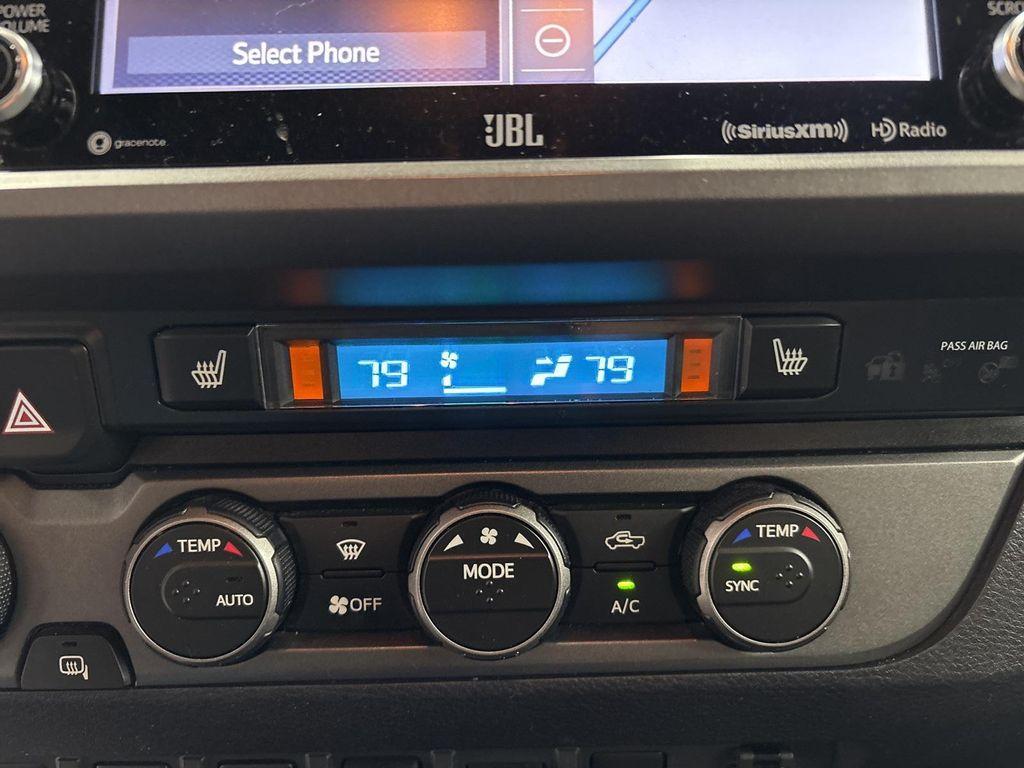 POWER
VOLUME
SCRO
Select Phone
gracenote.
JBL
((SiriusXM))
HD Radio
PASS AIR BAG
79
79
TEMP
AUTO
OFF
MODE
A/C
TEMP
SYNC